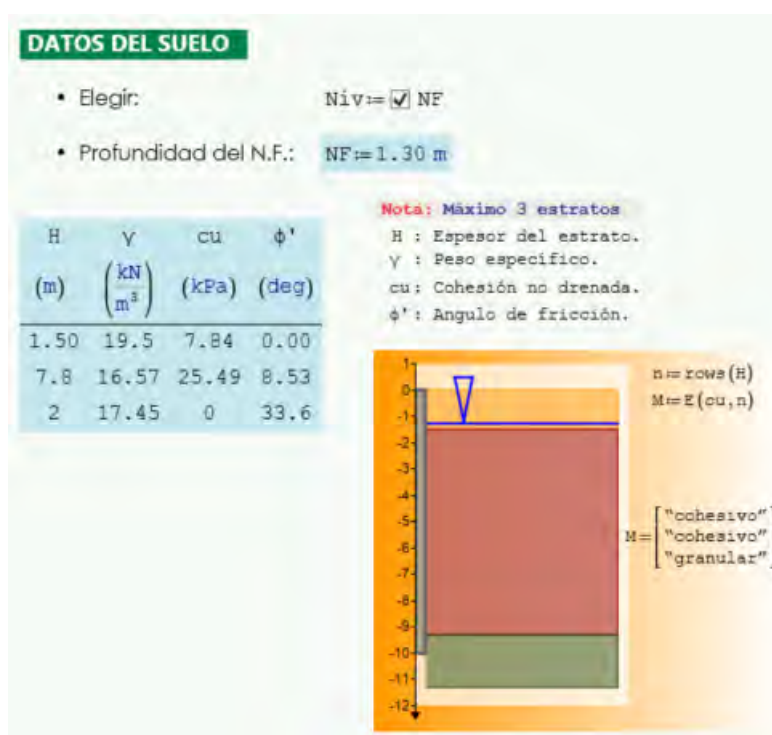 DATOS DEL SUELO
• Elegir: Niv:= ☑ NF
• Profundidad del N.F.: NF:=1.30 m
Nota: Máximo 3 estratos
H : Espesor del estrato.
γ : Peso especifico.
cu: Cohesión no drenada.
ϕ': Angulo de fricción.
H γ cu ϕ'
(m) (kN/m³) (kPa) (deg)
1.50 19.5 7.84 0.00
7.8 16.57 25.49 8.53
2 17.45 0 33.6
n:=rows(H)
M:=E(cu,n)
M=["cohesivo"
"cohesivo"
"granular"]
1
0
-1
-2
-3
-4
-5
-6
-7
-8
-9
-10
-11
-12